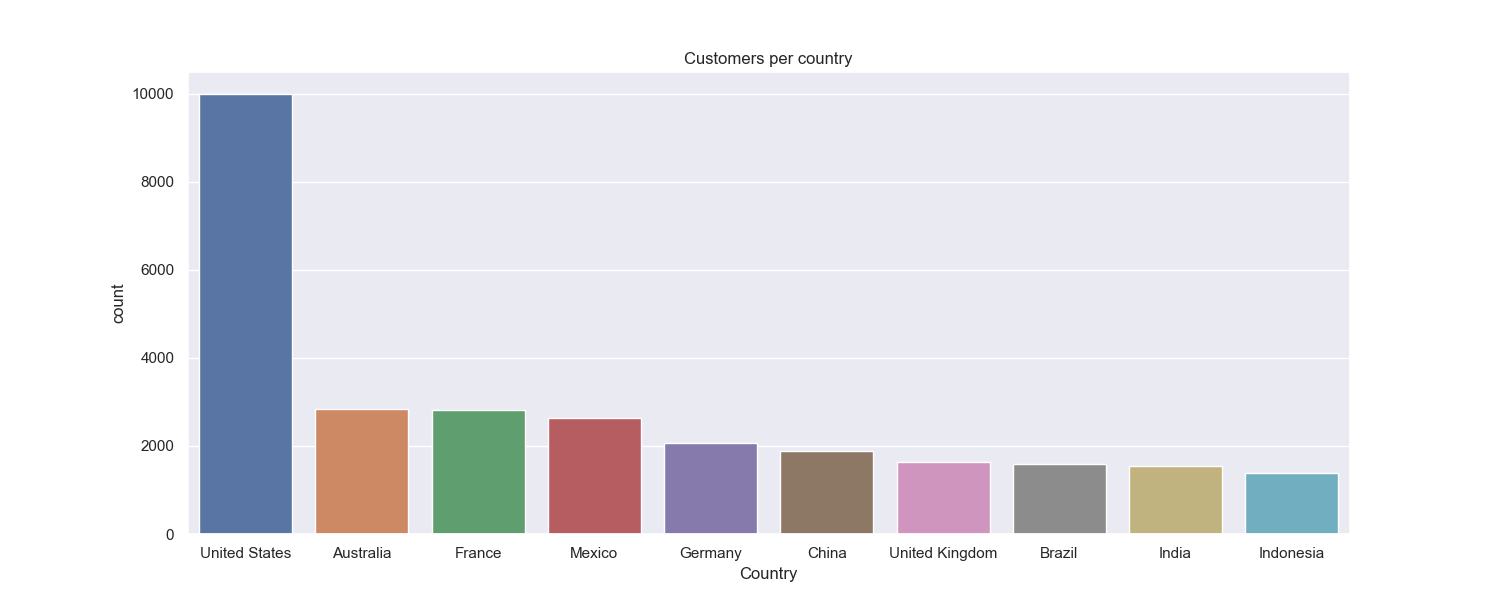 Customers per country
10000
8000
6000
4000
2000
0
count
United States Australia France Mexico Germany China United Kingdom Brazil India Indonesia
Country